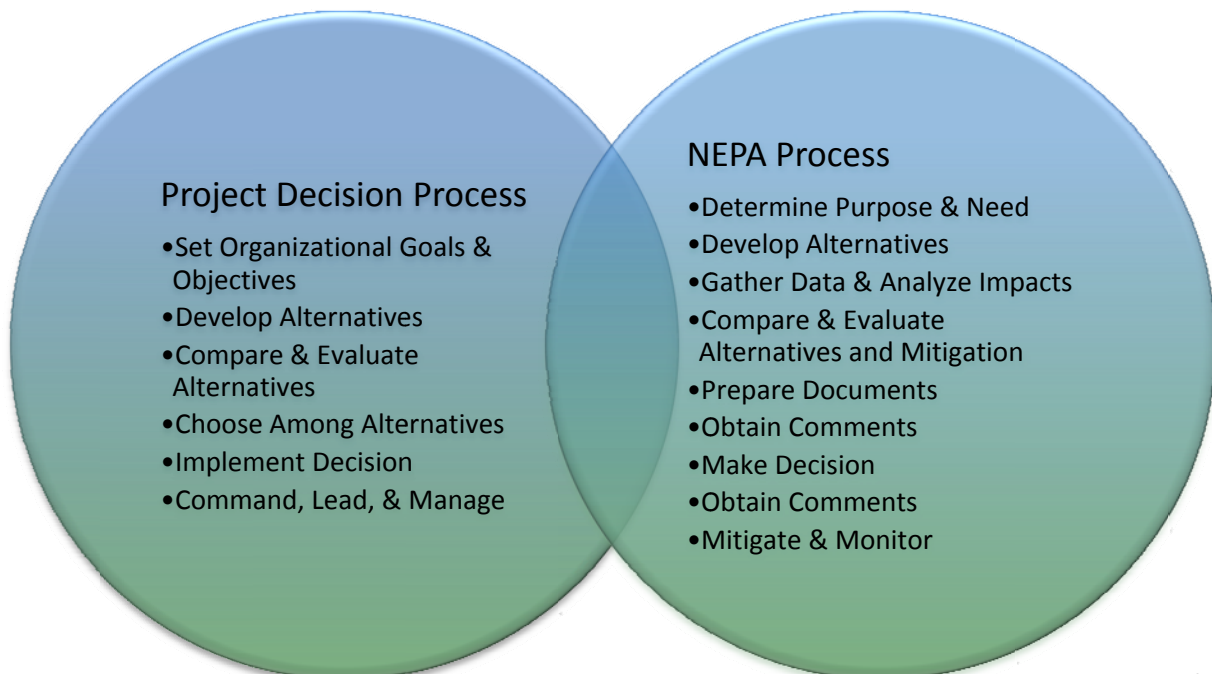 Project Decision Process
•Set Organizational Goals &
Objectives
•Develop Alternatives
•Compare & Evaluate
Alternatives
•Choose Among Alternatives
•Implement Decision
•Command, Lead, & Manage
NEPA Process
•Determine Purpose & Need
•Develop Alternatives
•Gather Data & Analyze Impacts
•Compare & Evaluate
Alternatives and Mitigation
•Prepare Documents
•Obtain Comments
•Make Decision
•Obtain Comments
•Mitigate & Monitor